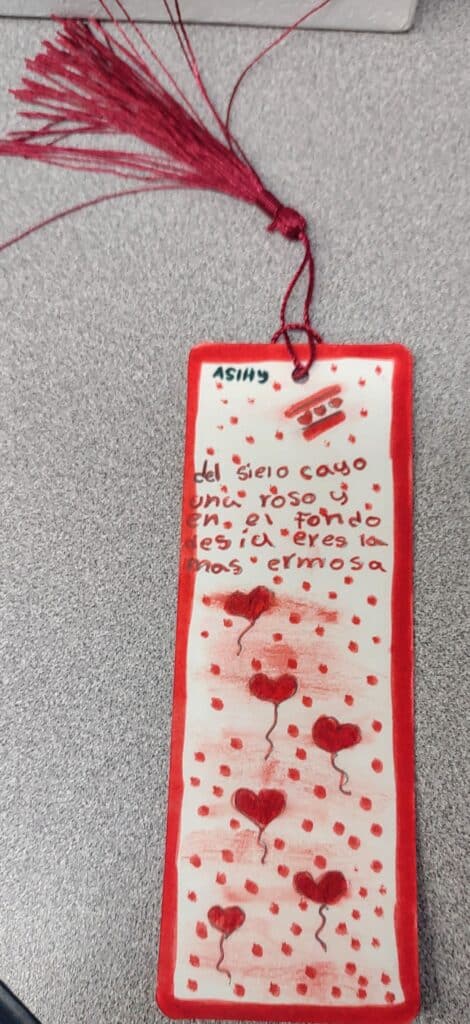 ASIHY
del sielo cayo
una roso y
en el Fondo
desia eres la
mas ermosa